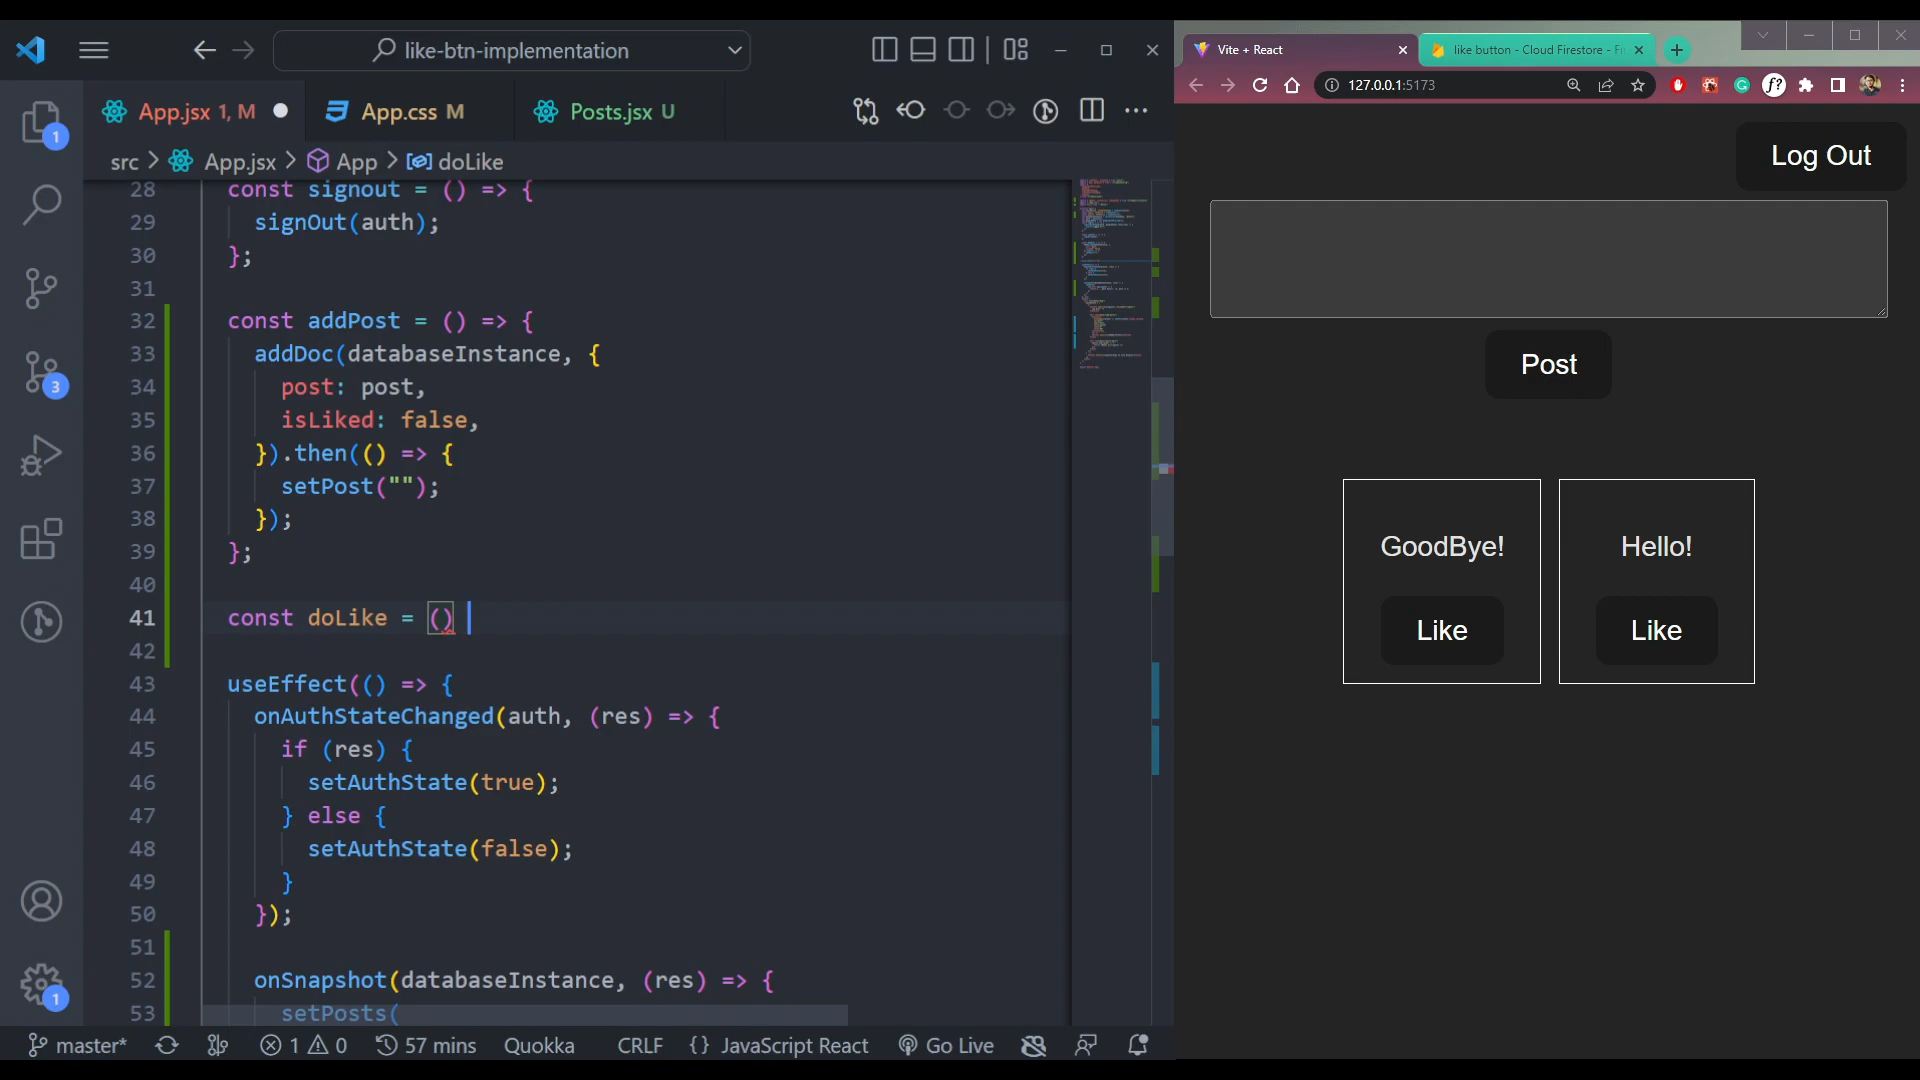 like-btn-implementation
App.jsx 1, M
App.css M
Posts.jsx U
src > App.jsx > App > doLike
28 const signout = () => {
29 signOut(auth);
30 };
31
32 const addPost = () => {
33 addDoc(databaseInstance, {
34 post: post,
35 isLiked: false,
36 }).then(() => {
37 setPost("");
38 });
39 };
40
41 const doLike = ()
42
43 useEffect(() => {
44 onAuthStateChanged(auth, (res) => {
45 if (res) {
46 setAuthState(true);
47 } else {
48 setAuthState(false);
49 }
50 });
51
52 onSnapshot(databaseInstance, (res) => {
53 setPosts(
1
3
1
master*
1 0
57 mins
Quokka
CRLF
{ } JavaScript React
Go Live
Vite + React
like button - Cloud Firestore - Fi
127.0.0.1:5173
f?
Log Out
Post
GoodBye!
Hello!
Like
Like